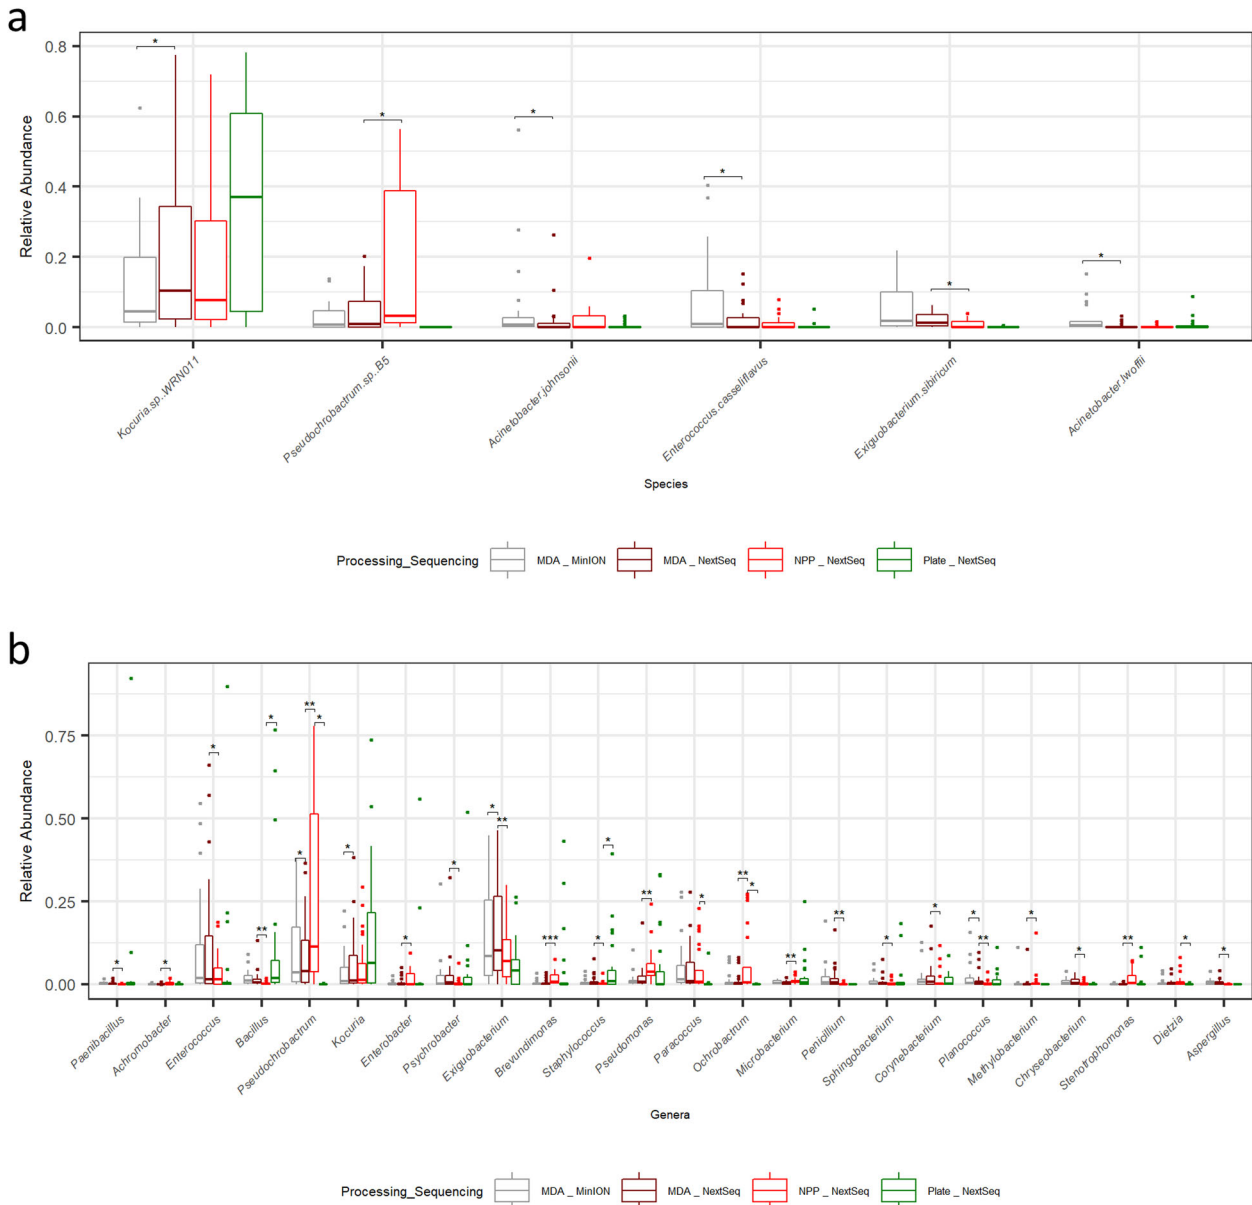 a
*
*
*
*
*
*
0.8
0.6
0.4
0.2
0.0
Relative Abundance
Kocuria.sp..WRN011
Pseudochrobactrum.sp..B5
Acinetobacter.johnsonii
Enterococcus.casseliflavus
Exiguobacterium.sibiricum
Acinetobacter.lwoffii
Species
Processing_Sequencing MDA _ MinION MDA _ NextSeq NPP _ NextSeq Plate _ NextSeq
b
0.75
0.50
0.25
0.00
Relative Abundance
*
*
*
**
*
*
**
*
*
*
*
*
**
***
*
*
**
*
**
*
**
**
*
*
*
**
*
*
**
*
*
Paenibacillus
Achromobacter
Enterococcus
Bacillus
Pseudochrobactrum
Kocuria
Enterobacter
Psychrobacter
Exiguobacterium
Brevundimonas
Staphylococcus
Pseudomonas
Paracoccus
Ochrobactrum
Microbacterium
Penicillium
Sphingobacterium
Corynebacterium
Planococcus
Methylobacterium
Chryseobacterium
Stenotrophomonas
Dietzia
Aspergillus
Genera
Processing_Sequencing MDA _ MinION MDA _ NextSeq NPP _ NextSeq Plate _ NextSeq